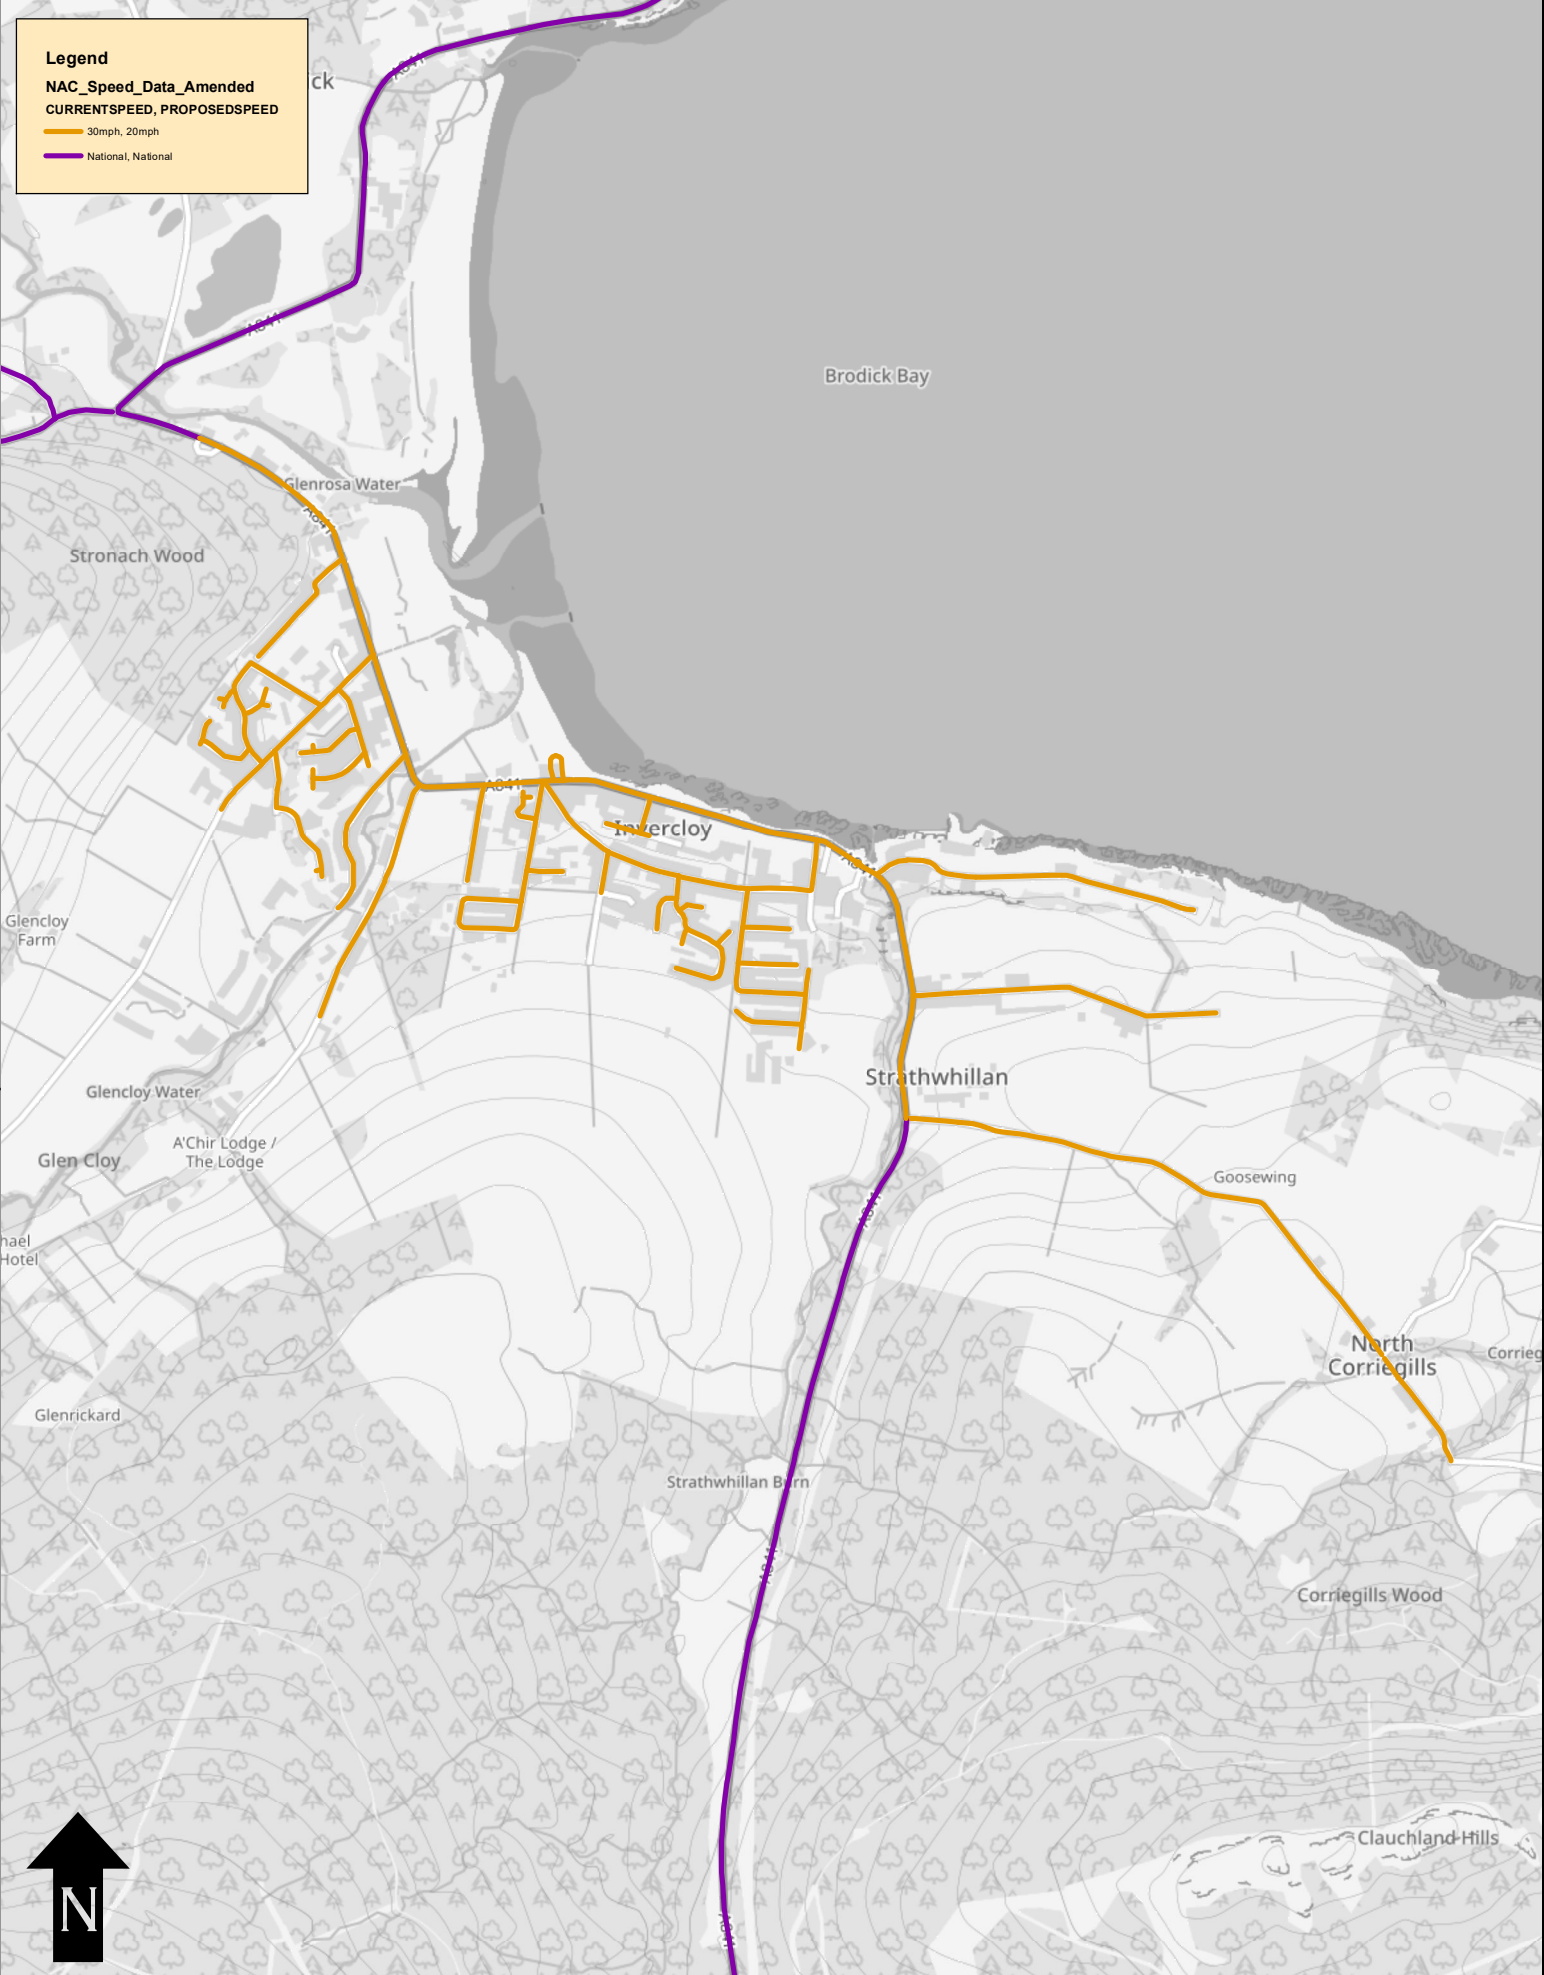 Legend
NAC_Speed_Data_Amended
CURRENTSPEED, PROPOSEDSPEED
30mph, 20mph
National, National
ick
A841
A841
Brodick Bay
Glenrosa Water
A841
Stronach Wood
A841
Invercloy
A841
Glencloy
Farm
Strathwhillan
Glencloy Water
A'Chir Lodge /
The Lodge
Glen Cloy
Goosewing
A841
hael
Hotel
North
Corriegills
Corrieg
Glenrickard
Strathwhillan Burn
A841
Corriegills Wood
Clauchland Hills
N
A841